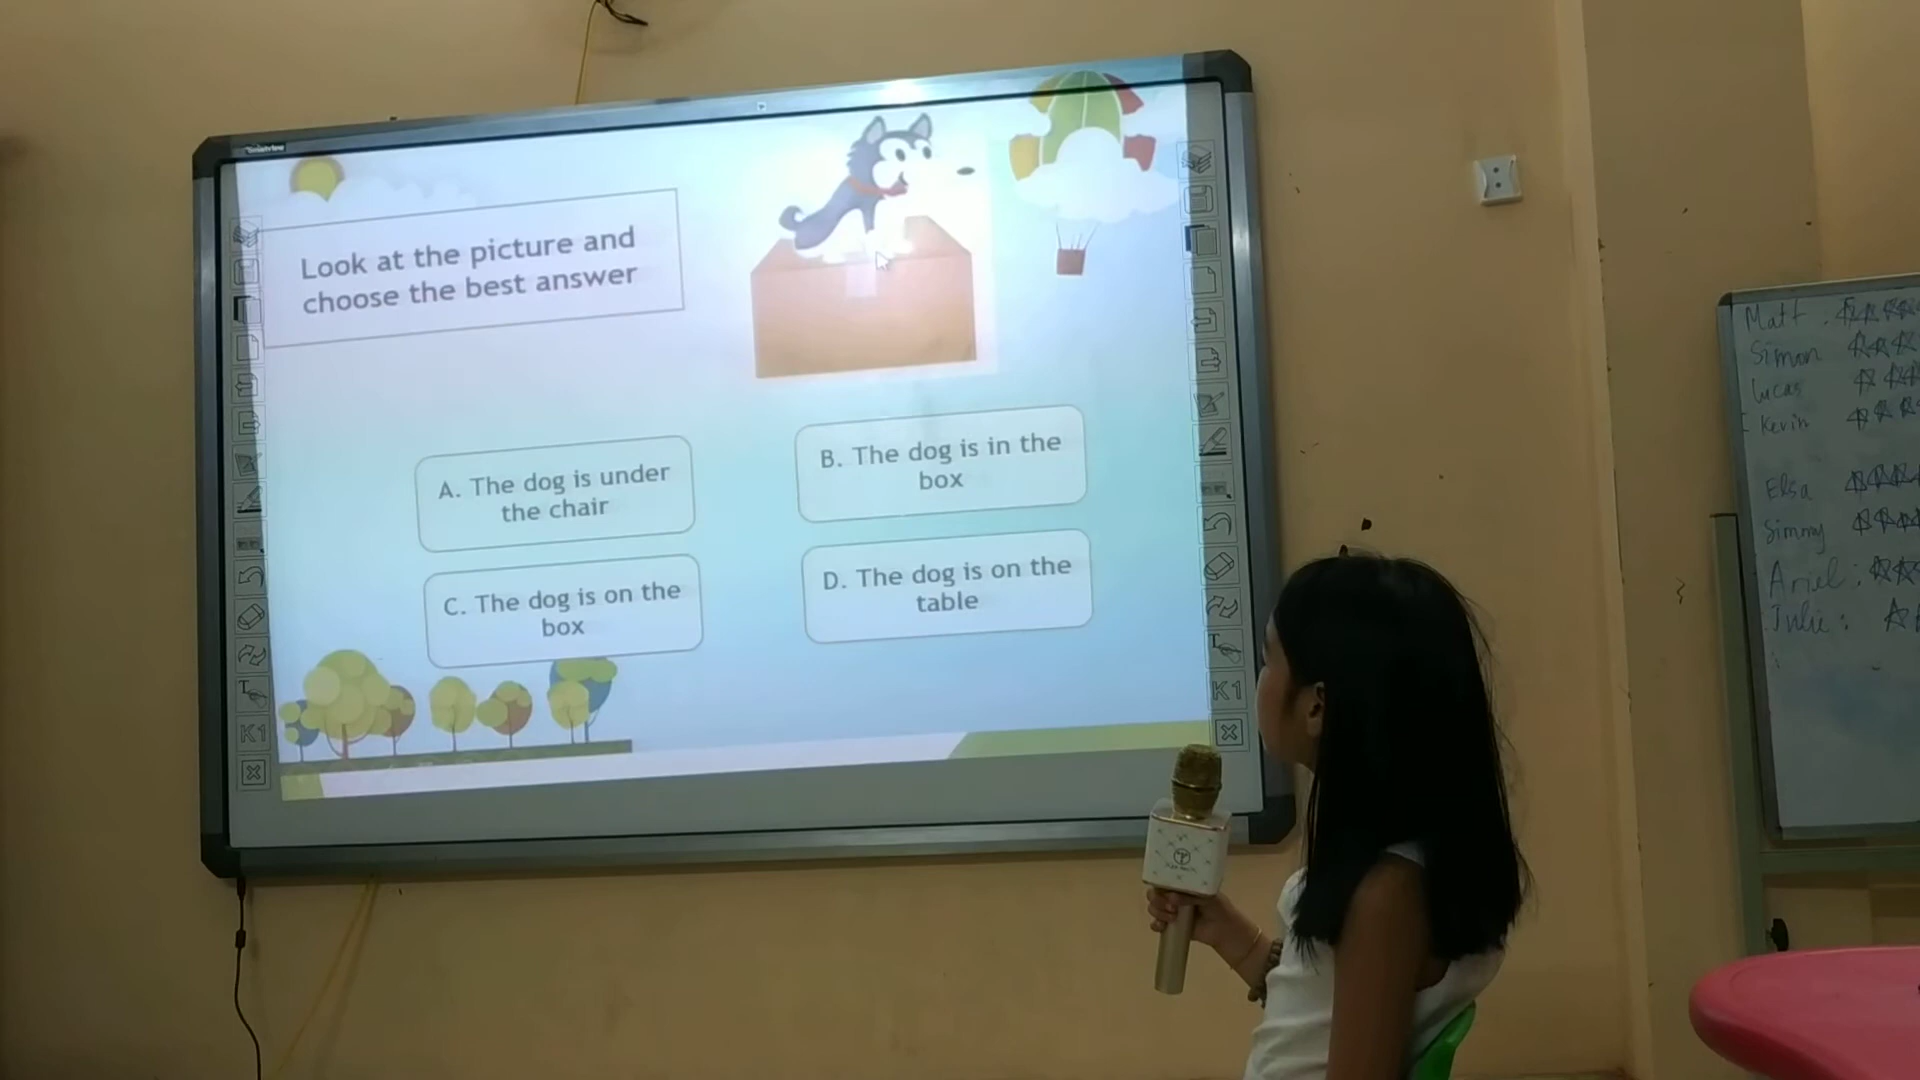 Look at the picture and
choose the best answer
A. The dog is under
the chair
B. The dog is in the
box
C. The dog is on the
box
D. The dog is on the
table
T
K1
T
K1
Matt
Simon
Lucas
Kevin
Elsa
Simmy
Ariel:
Julie: